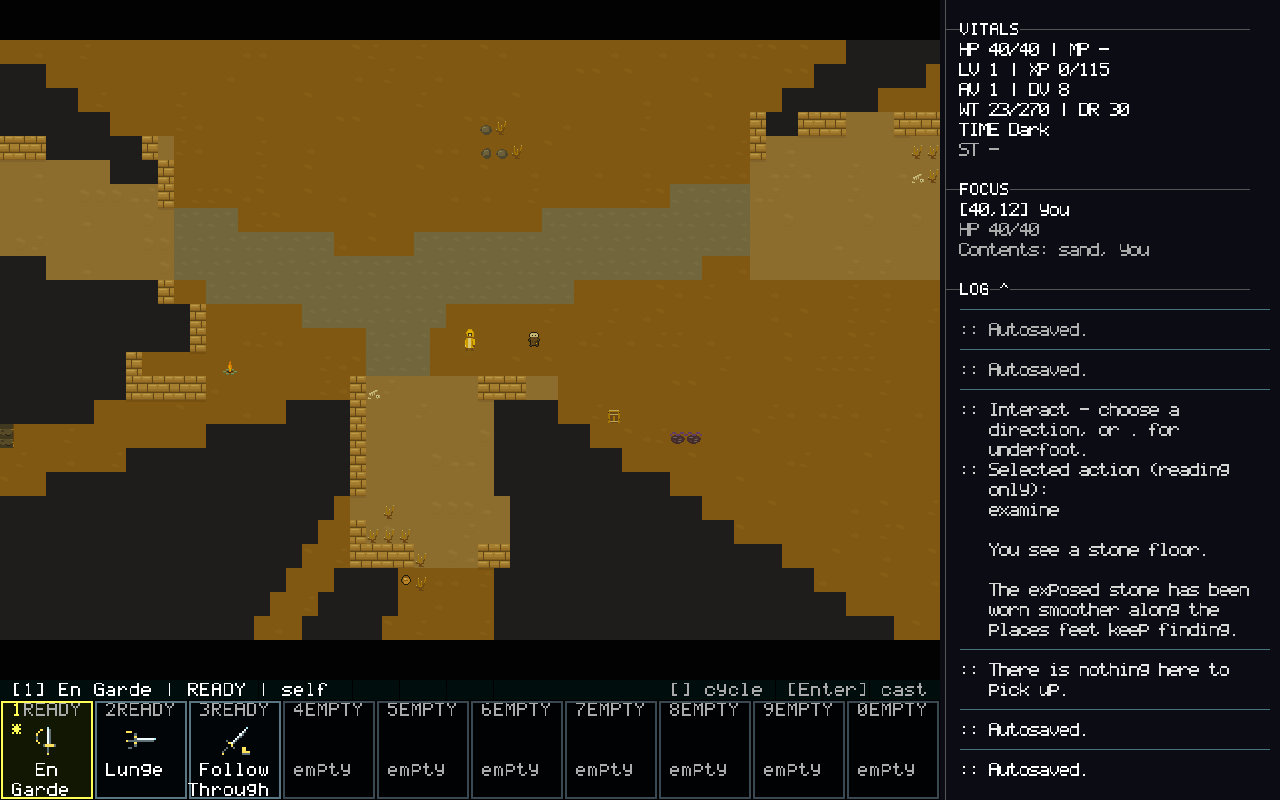 VITALS
HP 40/40 | MP -
LV 1 | XP 0/115
AV 1 | DV 8
WT 23/270 | DR 30
TIME Dark
ST -
FOCUS
[40,12] You
HP 40/40
Contents: sand, You
LOG ^
:: Autosaved.
:: Autosaved.
:: Interact - choose a
direction, or . for
underfoot.
:: Selected action (reading
only):
examine
You see a stone floor.
The exposed stone has been
worn smoother along the
places feet keep finding.
:: There is nothing here to
pick up.
:: Autosaved.
:: Autosaved.
[1] En Garde | READY | self
[] cycle [Enter] cast
1READY 2READY 3READY 4EMPTY 5EMPTY 6EMPTY 7EMPTY 8EMPTY 9EMPTY 0EMPTY
*
En Lunge Follow empty empty empty empty empty empty empty
Garde Through